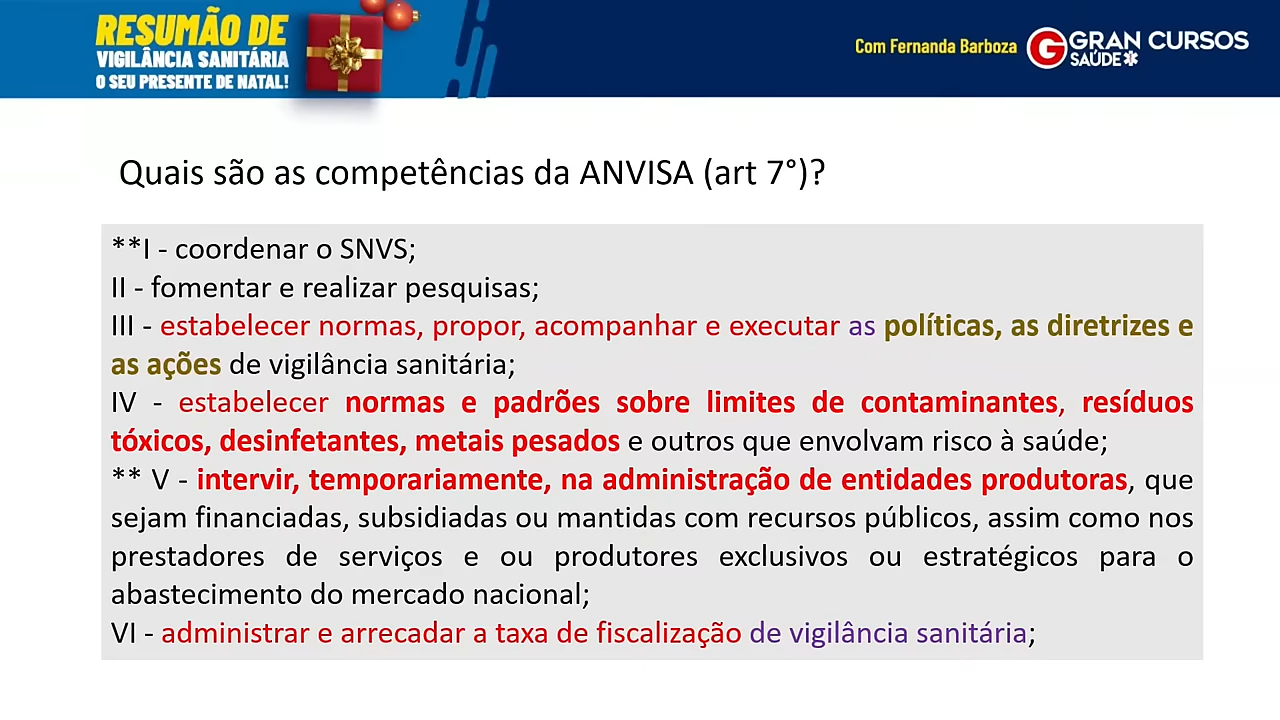 RESUMÃO DE
VIGILÂNCIA SANITÁRIA
O SEU PRESENTE DE NATAL!
Com Fernanda Barboza
GRAN CURSOS
SAÚDE
Quais são as competências da ANVISA (art 7°)?
**I - coordenar o SNVS;
II - fomentar e realizar pesquisas;
III - estabelecer normas, propor, acompanhar e executar as políticas, as diretrizes e
as ações de vigilância sanitária;
IV - estabelecer normas e padrões sobre limites de contaminantes, resíduos
tóxicos, desinfetantes, metais pesados e outros que envolvam risco à saúde;
** V - intervir, temporariamente, na administração de entidades produtoras, que
sejam financiadas, subsidiadas ou mantidas com recursos públicos, assim como nos
prestadores de serviços e ou produtores exclusivos ou estratégicos para o
abastecimento do mercado nacional;
VI - administrar e arrecadar a taxa de fiscalização de vigilância sanitária;